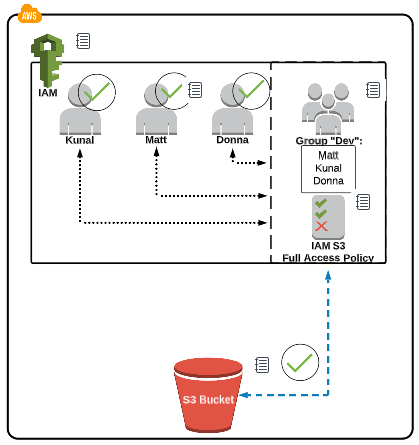 AWS
IAM
Kunal
Matt
Donna
Group "Dev":
Matt
Kunal
Donna
IAM S3
Full Access Policy
S3 Bucket